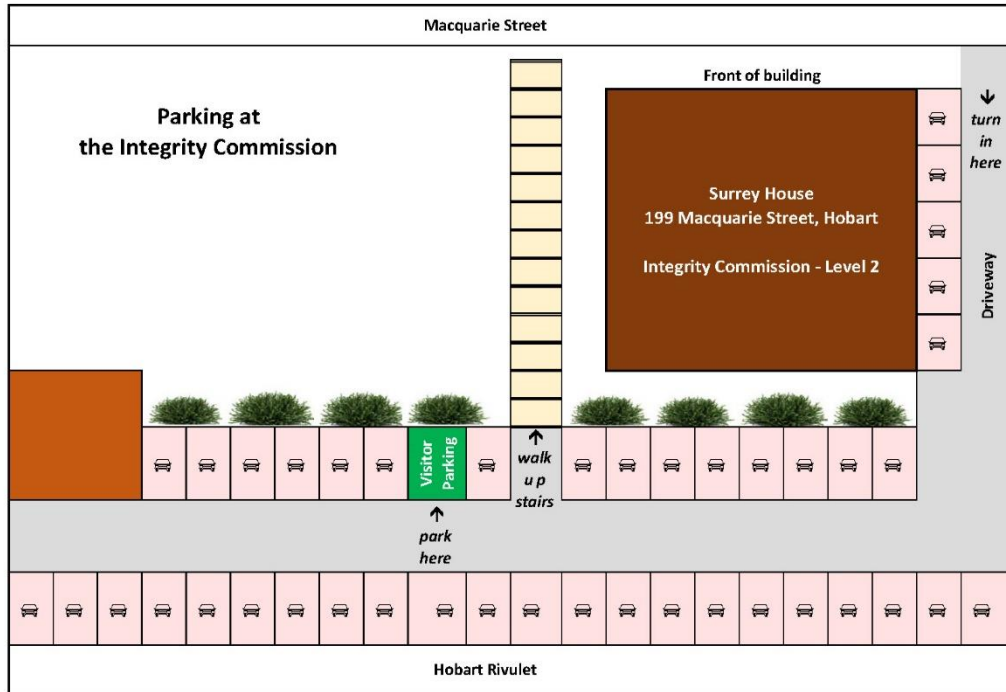 Macquarie Street
Parking at
the Integrity Commission
Front of building
↓
turn
in
here
Surrey House
199 Macquarie Street, Hobart
Integrity Commission - Level 2
Driveway
Visitor
Parking
↑
walk
up
stairs
↑
park
here
Hobart Rivulet